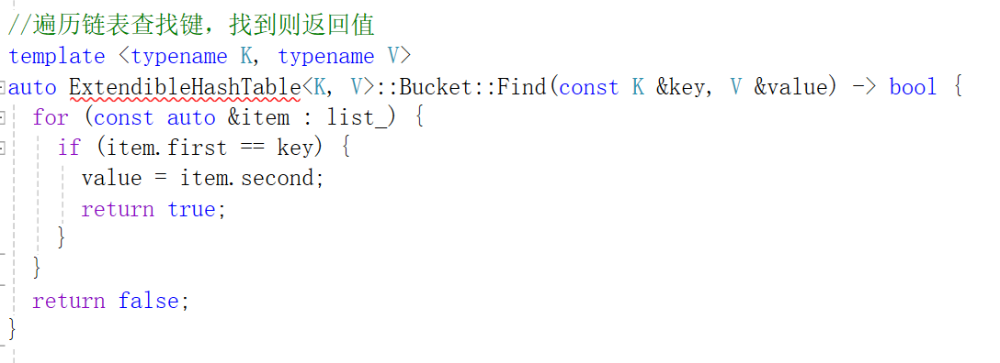 //遍历链表查找键，找到则返回值
template <typename K, typename V>
auto ExtendibleHashTable<K, V>::Bucket::Find(const K &key, V &value) -> bool {
  for (const auto &item : list_) {
    if (item.first == key) {
      value = item.second;
      return true;
    }
  }
  return false;
}